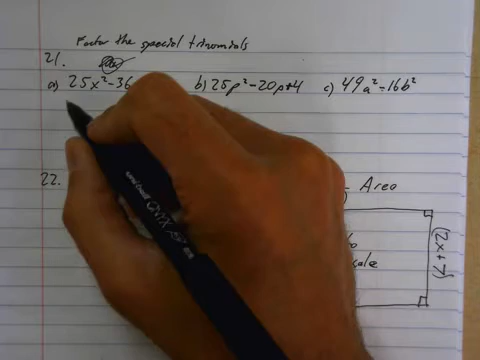 Factor the special trinomials
21.
a) 25x² - 36 b) 25p² - 20p + 4 c) 49a² - 16b²
22. Area
(2x + 7)